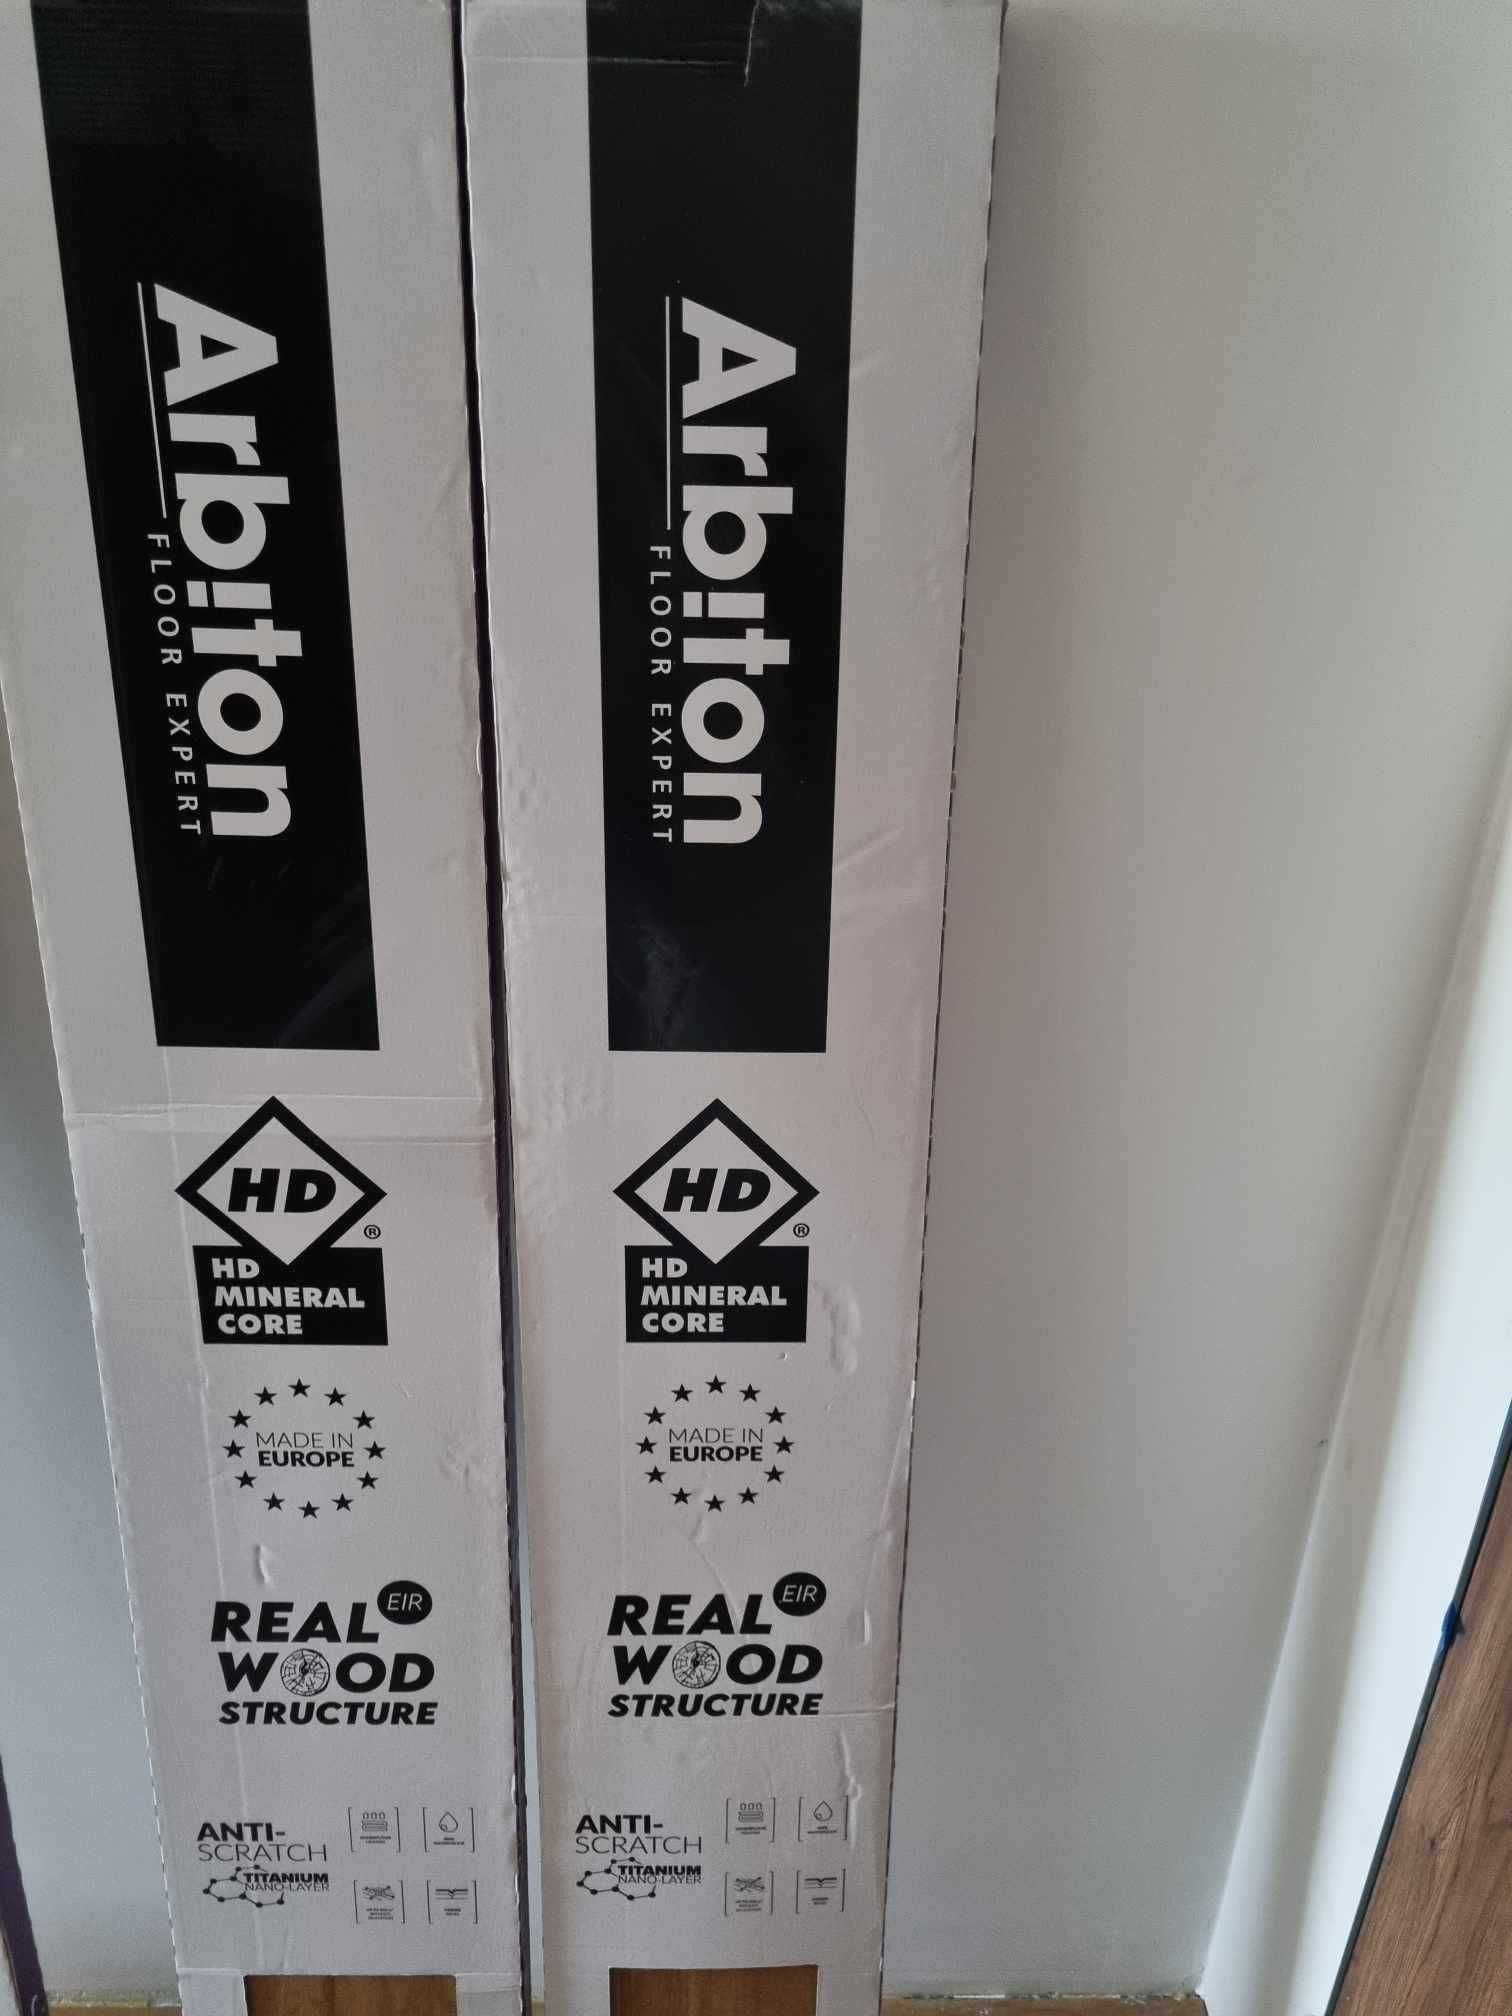 Arbiton
FLOOR EXPERT
HD
®
HD
MINERAL
CORE
MADE IN
EUROPE
REAL EIR
WOOD
STRUCTURE
ANTI-
SCRATCH
TITANIUM
NANO-LAYER
Arbiton
FLOOR EXPERT
HD
®
HD
MINERAL
CORE
MADE IN
EUROPE
REAL EIR
WOOD
STRUCTURE
ANTI-
SCRATCH
TITANIUM
NANO-LAYER